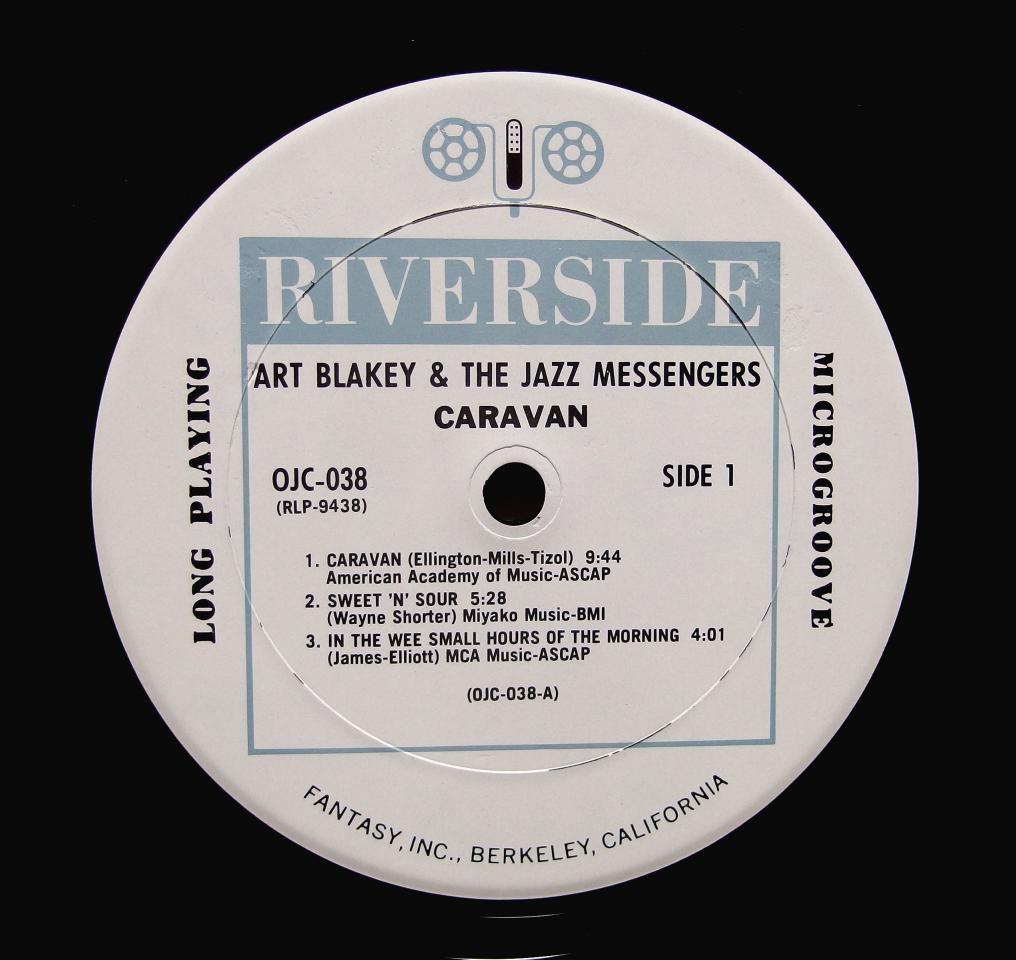 RIVERSIDE
ART BLAKEY & THE JAZZ MESSENGERS
CARAVAN
OJC-038
SIDE 1
(RLP-9438)
LONG PLAYING
MICROGROOVE
1. CARAVAN (Ellington-Mills-Tizol) 9:44
American Academy of Music-ASCAP
2. SWEET 'N' SOUR 5:28
(Wayne Shorter) Miyako Music-BMI
3. IN THE WEE SMALL HOURS OF THE MORNING 4:01
(James-Elliott) MCA Music-ASCAP
(OJC-038-A)
FANTASY, INC., BERKELEY, CALIFORNIA